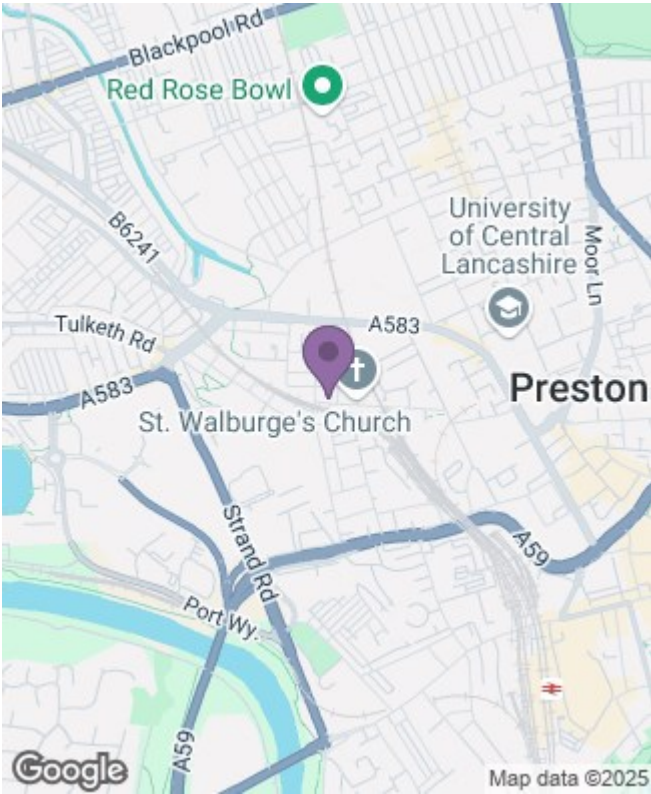 Blackpool Rd
Red Rose Bowl
University
of Central
Lancashire
Moor Ln
B6241
Tulketh Rd
A583
A583
Preston
St. Walburge's Church
Strand Rd
A59
Port Wy.
A59
Google
Map data ©2025